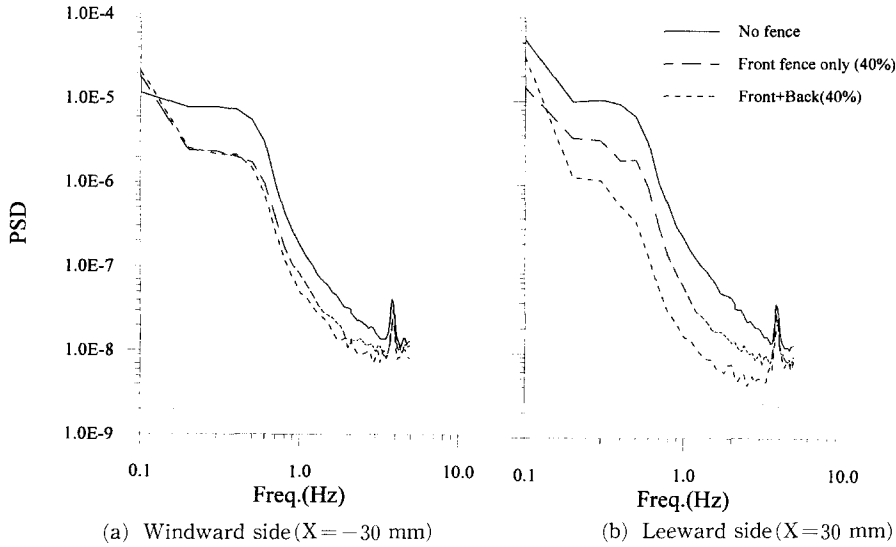 1.0E-4
1.0E-5
1.0E-6
1.0E-7
1.0E-8
1.0E-9
PSD
0.1
1.0
10.0
Freq.(Hz)
(a) Windward side(X=−30 mm)
No fence
Front fence only (40%)
Front+Back(40%)
0.1
1.0
10.0
Freq.(Hz)
(b) Leeward side(X=30 mm)